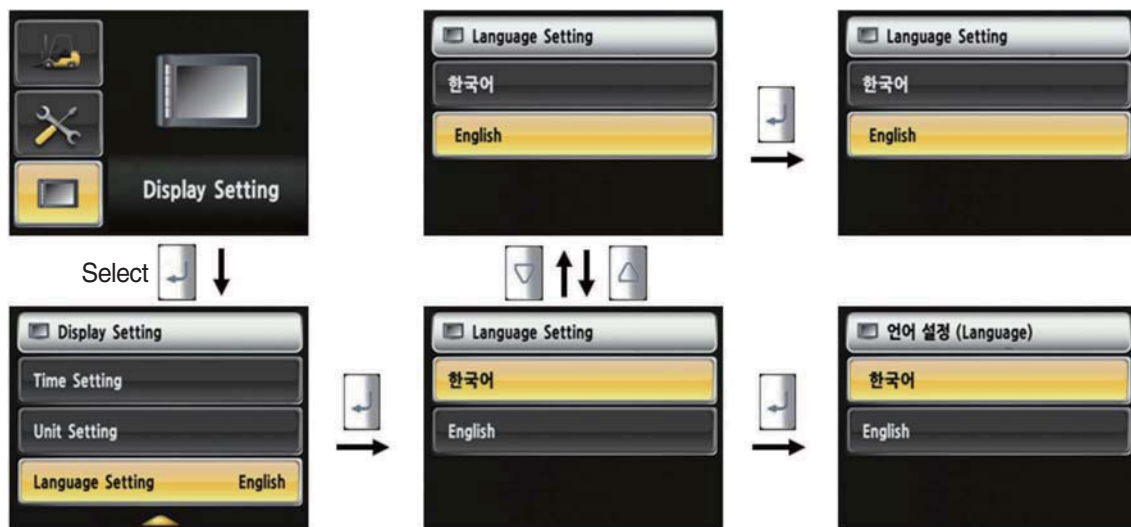 Display Setting
Select
Display Setting
Time Setting
Unit Setting
Language Setting English
Language Setting
한국어
English
Language Setting
한국어
English
Language Setting
한국어
English
언어 설정 (Language)
한국어
English